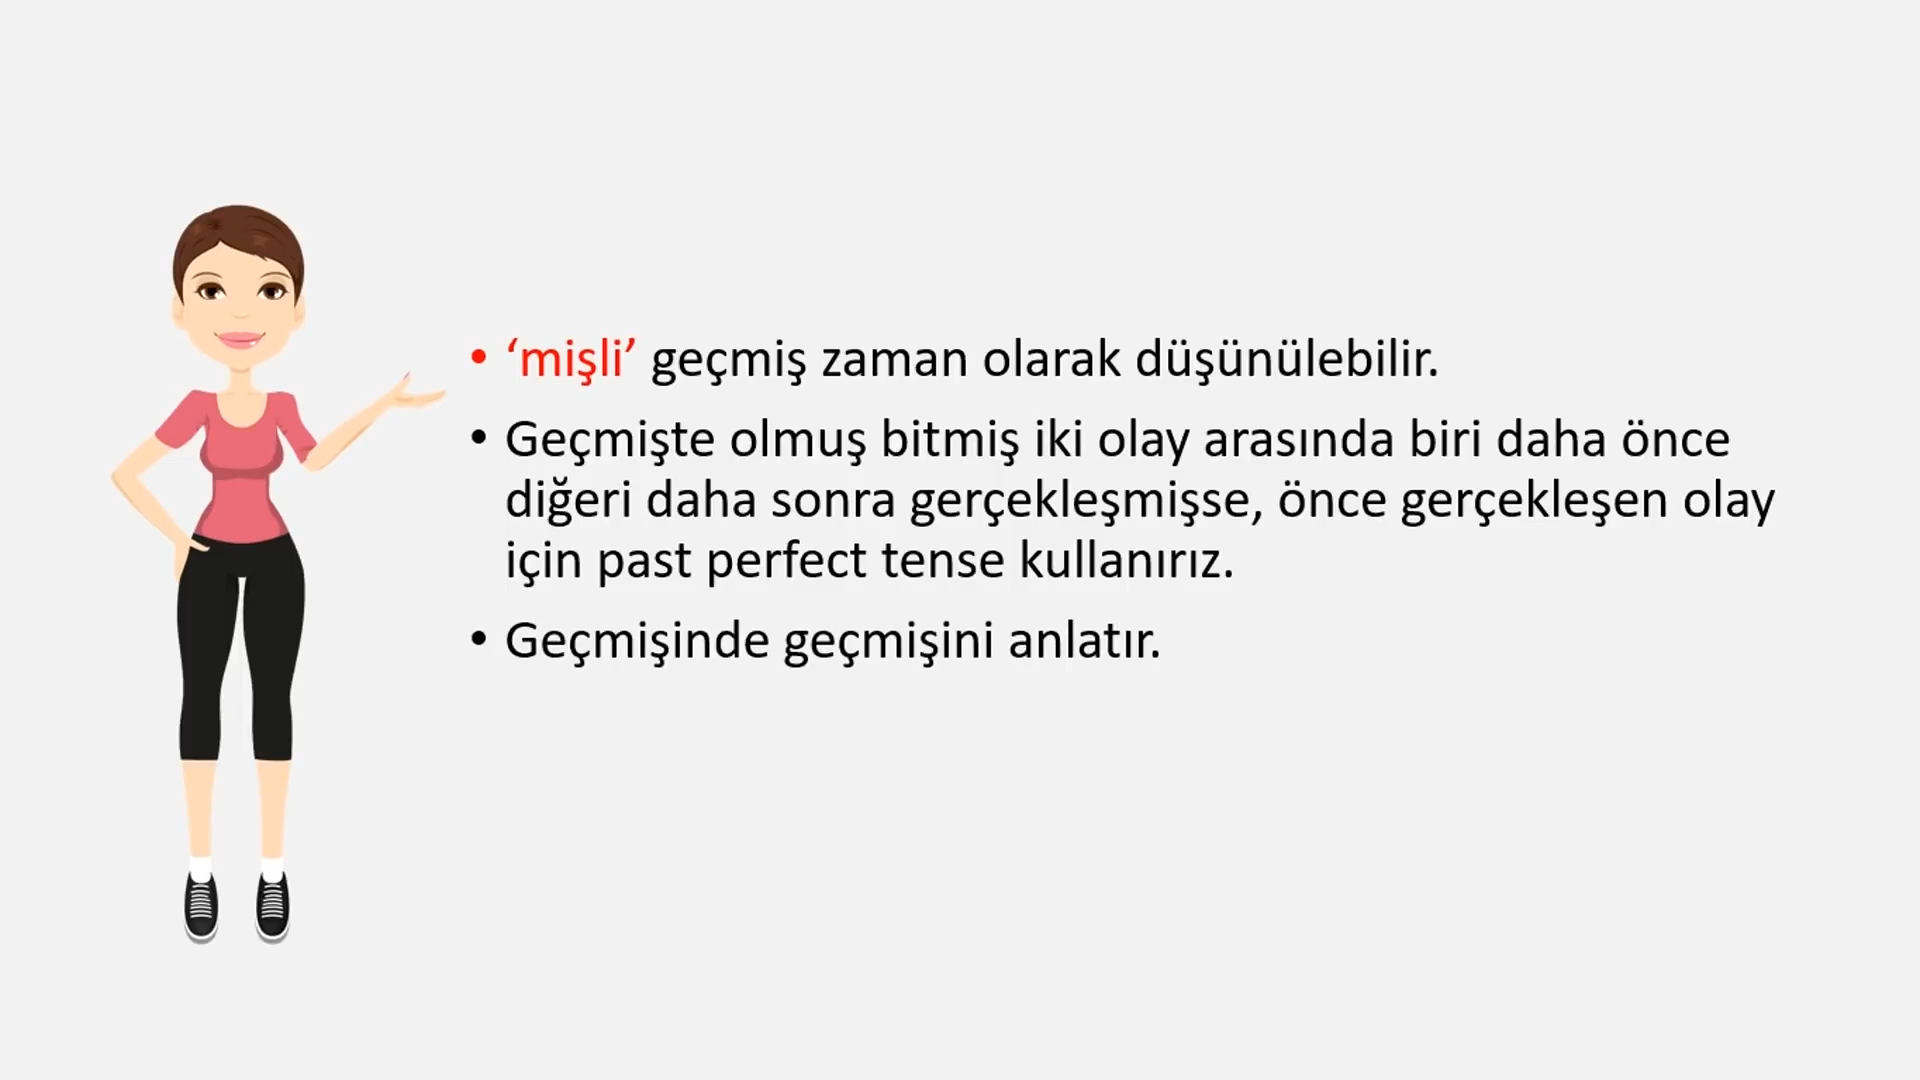 • ‘mişli’ geçmiş zaman olarak düşünülebilir.
• Geçmişte olmuş bitmiş iki olay arasında biri daha önce
diğeri daha sonra gerçekleşmişse, önce gerçekleşen olay
için past perfect tense kullanırız.
• Geçmişinde geçmişini anlatır.